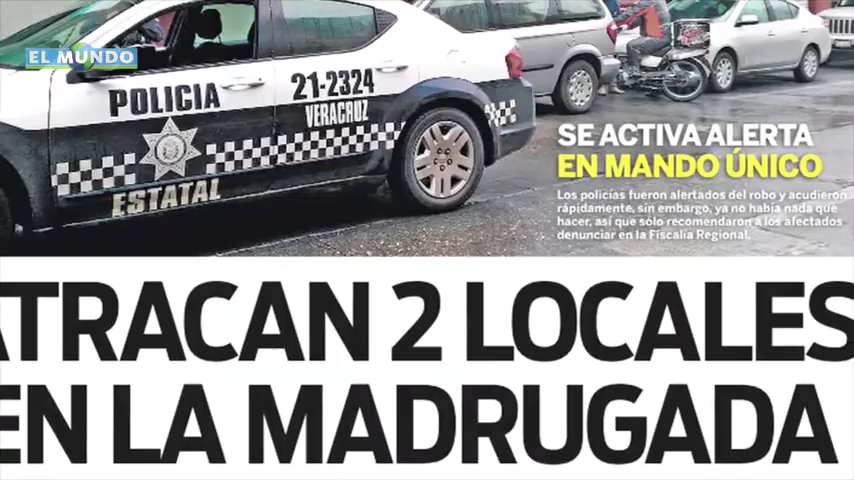 EL MUNDO
POLICÍA
21-2324
VERACRUZ
ESTATAL
SE ACTIVA ALERTA
EN MANDO ÚNICO
Los policías fueron alertados del robo y acudieron
rápidamente, sin embargo, ya no había nada qué
hacer, así que sólo recomendaron a los afectados
denunciar en la Fiscalía Regional.
ATRACAN 2 LOCALES
EN LA MADRUGADA